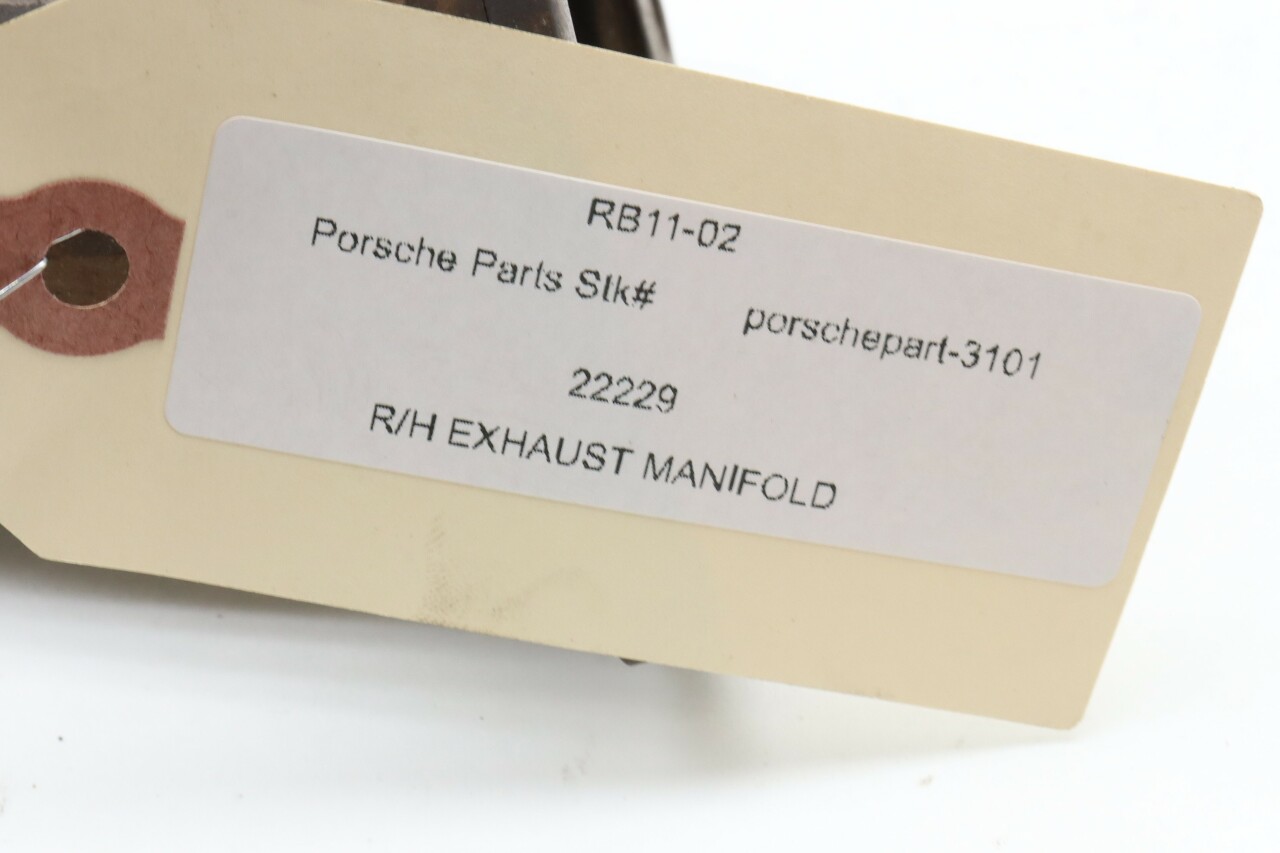 RB11-02
Porsche Parts Stk# porschepart-3101
22229
R/H EXHAUST MANIFOLD